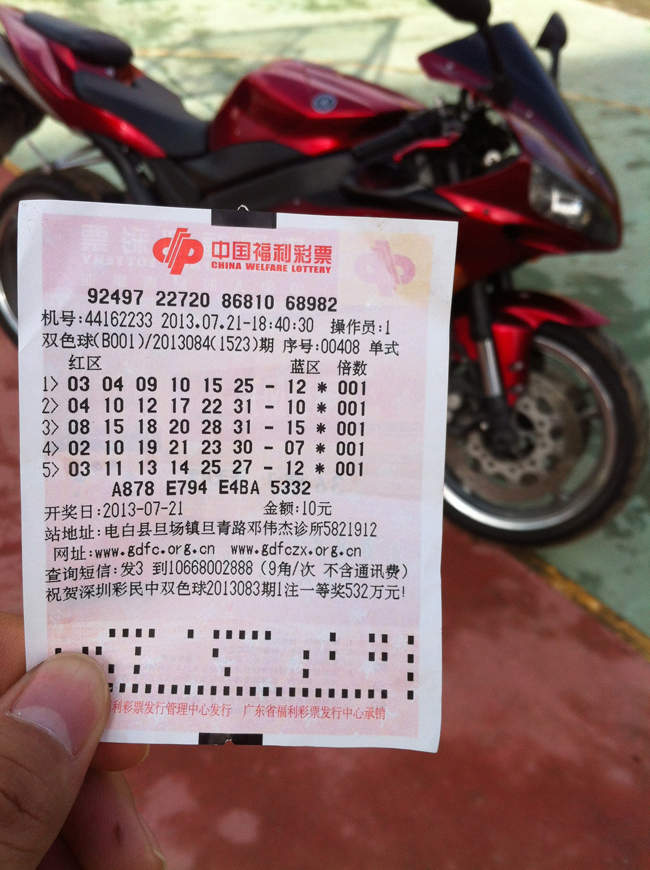 中国福利彩票
CHINA WELFARE LOTTERY
92497 22720 86810 68982
机号:44162233 2013.07.21-18:40:30 操作员:1
双色球(B001)/2013084(1523)期 序号:00408 单式
红区 蓝区 倍数
1> 03 04 09 10 15 25 - 12 * 001
2> 04 10 12 17 22 31 - 10 * 001
3> 08 15 18 20 28 31 - 15 * 001
4> 02 10 19 21 23 30 - 07 * 001
5> 03 11 13 14 25 27 - 12 * 001
A878 E794 E4BA 5332
开奖日:2013-07-21 金额:10元
站地址:电白县旦场镇旦青路邓伟杰诊所5821912
网址:www.gdfc.org.cn www.gdfczx.org.cn
查询短信:发3 到10668002888（9角/次 不含通讯费）
祝贺深圳彩民中双色球2013083期1注一等奖532万元!
利彩票发行管理中心发行 广东省福利彩票发行中心承销